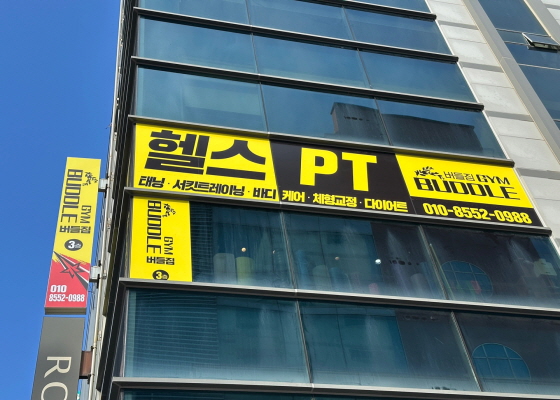 헬스 PT
태닝 · 서킷트레이닝 · 바디 케어 · 체형교정 · 다이어트
버들짐 GYM
BUDDLE
010-8552-0988
BUDDLE GYM
버들짐
3층
010
8552-0988
BUDDLE GYM
버들짐
3층
RO